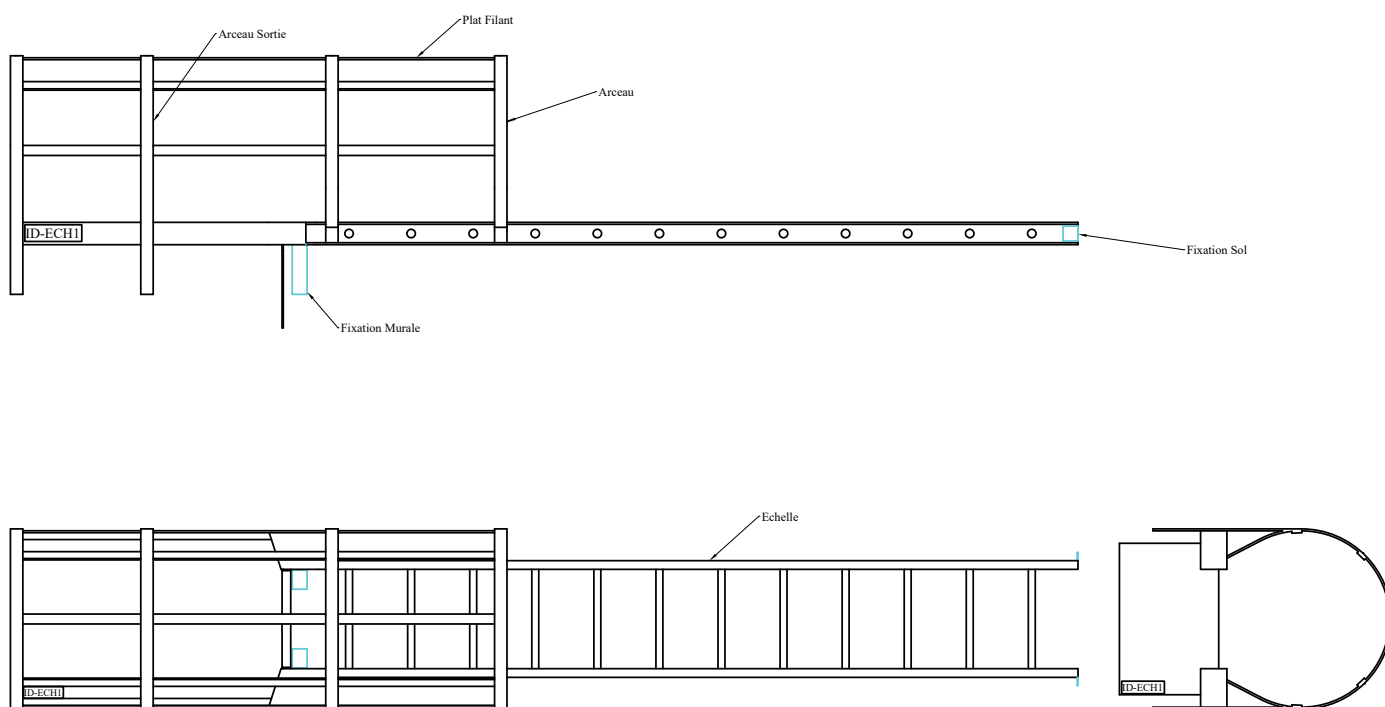 Plat Filant
Arceau Sortie
Arceau
ID-ECH1
Fixation Sol
Fixation Murale
Echelle
ID-ECH1
ID-ECH1